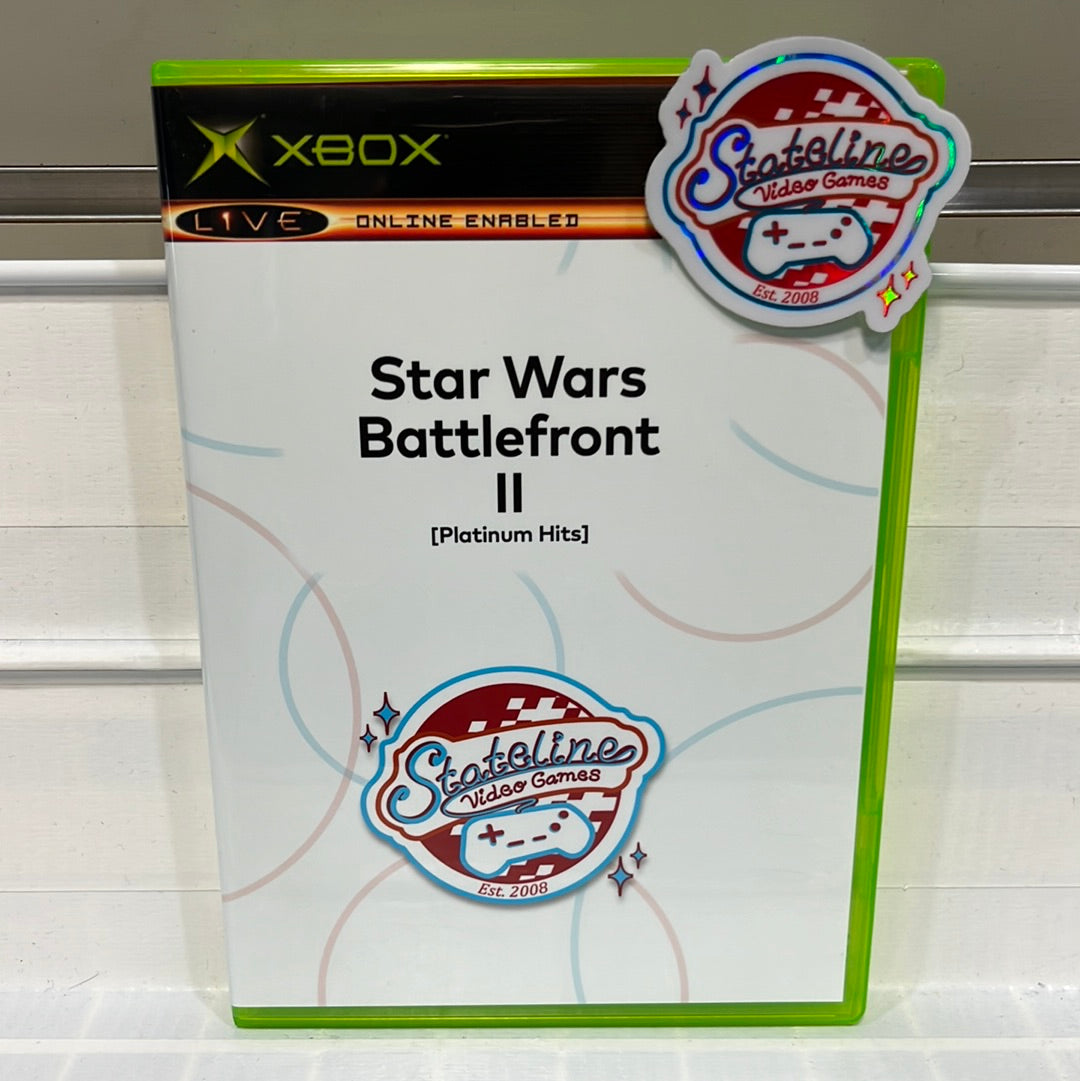 XBOX
LIVE ONLINE ENABLED
Stateline
Video Games
Est. 2008
Star Wars
Battlefront
II
[Platinum Hits]
Stateline
Video Games
Est. 2008